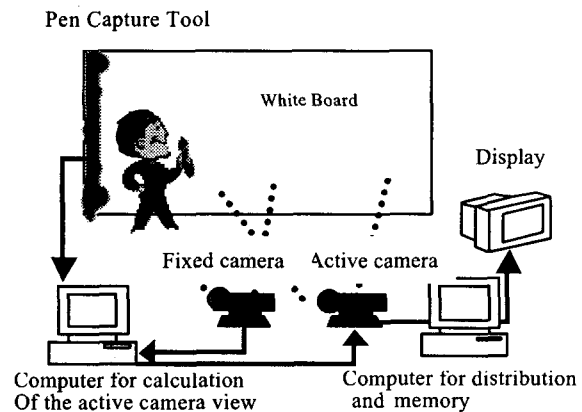 Pen Capture Tool
White Board
Display
Fixed camera
Active camera
Computer for calculation
Of the active camera view
Computer for distribution
and memory